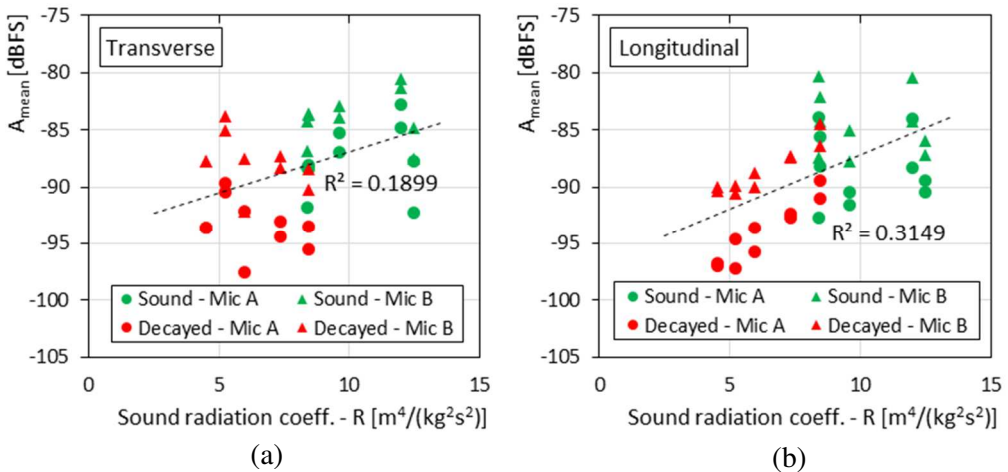 Transverse
A_mean [dBFS]
-75
-80
-85
-90
-95
-100
-105
R² = 0.1899
Sound - Mic A
Sound - Mic B
Decayed - Mic A
Decayed - Mic B
0 5 10 15
Sound radiation coeff. - R [m⁴/(kg²s²)]
(a)
Longitudinal
A_mean [dBFS]
-75
-80
-85
-90
-95
-100
-105
R² = 0.3149
Sound - Mic A
Sound - Mic B
Decayed - Mic A
Decayed - Mic B
0 5 10 15
Sound radiation coeff. - R [m⁴/(kg²s²)]
(b)